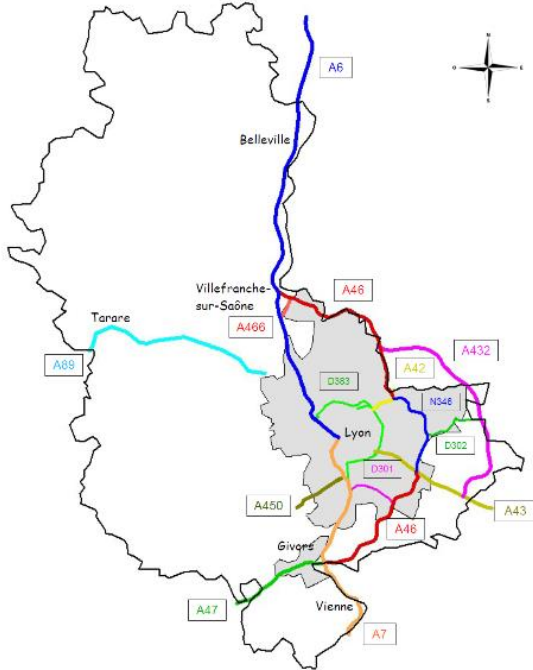 N
O
E
S
A6
Belleville
Villefranche-
sur-Saône
A46
A466
Tarare
A89
A432
A42
D383
N346
Lyon
D302
D301
A450
A43
A46
Givors
A47
Vienne
A7